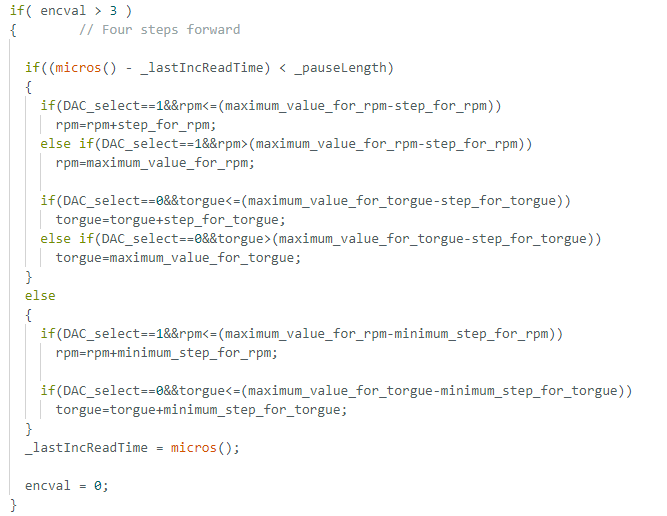 if( encval > 3 )
{        // Four steps forward
  if((micros() - _lastIncReadTime) < _pauseLength)
  {
    if(DAC_select==1&&rpm<=(maximum_value_for_rpm-step_for_rpm))
      rpm=rpm+step_for_rpm;
    else if(DAC_select==1&&rpm>(maximum_value_for_rpm-step_for_rpm))
      rpm=maximum_value_for_rpm;
    if(DAC_select==0&&torgue<=(maximum_value_for_torgue-step_for_torgue))
      torgue=torgue+step_for_torgue;
    else if(DAC_select==0&&torgue>(maximum_value_for_torgue-step_for_torgue))
      torgue=maximum_value_for_torgue;
  }
  else
  {
    if(DAC_select==1&&rpm<=(maximum_value_for_rpm-minimum_step_for_rpm))
      rpm=rpm+minimum_step_for_rpm;
    if(DAC_select==0&&torgue<=(maximum_value_for_torgue-minimum_step_for_torgue))
      torgue=torgue+minimum_step_for_torgue;
  }
  _lastIncReadTime = micros();
  encval = 0;
}